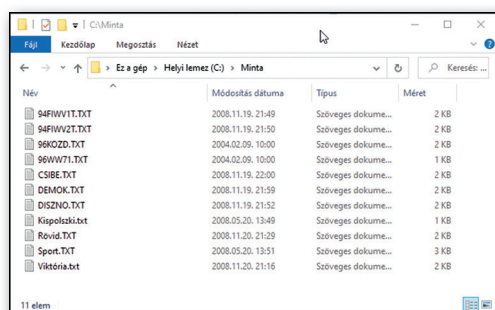 C:\Minta
Fájl Kezdőlap Megosztás Nézet
Ez a gép > Helyi lemez (C:) > Minta Keresés: ...
Név Módosítás dátuma Típus Méret
94FIWV1T.TXT 2008.11.19. 21:49 Szöveges dokume... 2 KB
94FIWV2T.TXT 2008.11.19. 21:50 Szöveges dokume... 2 KB
96KOZD.TXT 2004.02.09. 10:00 Szöveges dokume... 2 KB
96WW71.TXT 2004.02.09. 10:00 Szöveges dokume... 1 KB
CSIBE.TXT 2008.11.19. 22:00 Szöveges dokume... 2 KB
DEMOK.TXT 2008.11.19. 21:59 Szöveges dokume... 2 KB
DISZNO.TXT 2008.11.19. 21:52 Szöveges dokume... 2 KB
Kispolszki.txt 2008.05.20. 13:49 Szöveges dokume... 1 KB
Rövid.TXT 2008.11.20. 21:29 Szöveges dokume... 2 KB
Sport.TXT 2008.05.20. 13:51 Szöveges dokume... 3 KB
Viktória.txt 2008.11.20. 21:16 Szöveges dokume... 2 KB
11 elem